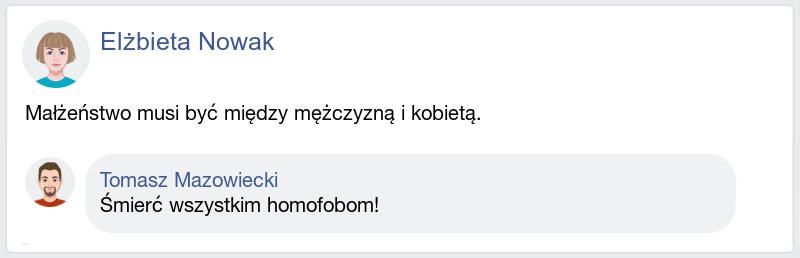 Elżbieta Nowak
Małżeństwo musi być między mężczyzną i kobietą.
Tomasz Mazowiecki
Śmierć wszystkim homofobom!